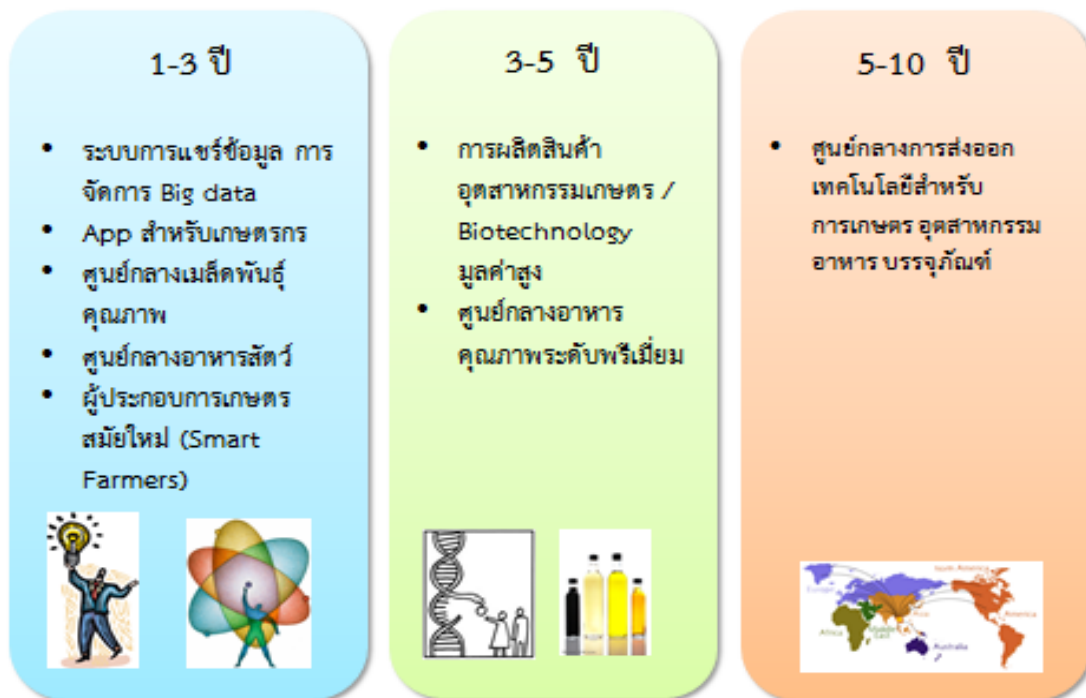 1-3 ปี
• ระบบการแชร์ข้อมูล การ
จัดการ Big data
• App สำหรับเกษตรกร
• ศูนย์กลางเมล็ดพันธุ์
คุณภาพ
• ศูนย์กลางอาหารสัตว์
• ผู้ประกอบการเกษตร
สมัยใหม่ (Smart
Farmers)
3-5 ปี
• การผลิตสินค้า
อุตสาหกรรมเกษตร /
Biotechnology
มูลค่าสูง
• ศูนย์กลางอาหาร
คุณภาพระดับพรีเมี่ยม
5-10 ปี
• ศูนย์กลางการส่งออก
เทคโนโลยีสำหรับ
การเกษตร อุตสาหกรรม
อาหาร บรรจุภัณฑ์
North America
Europe
Asia
America
Africa
Middle
East
Australia